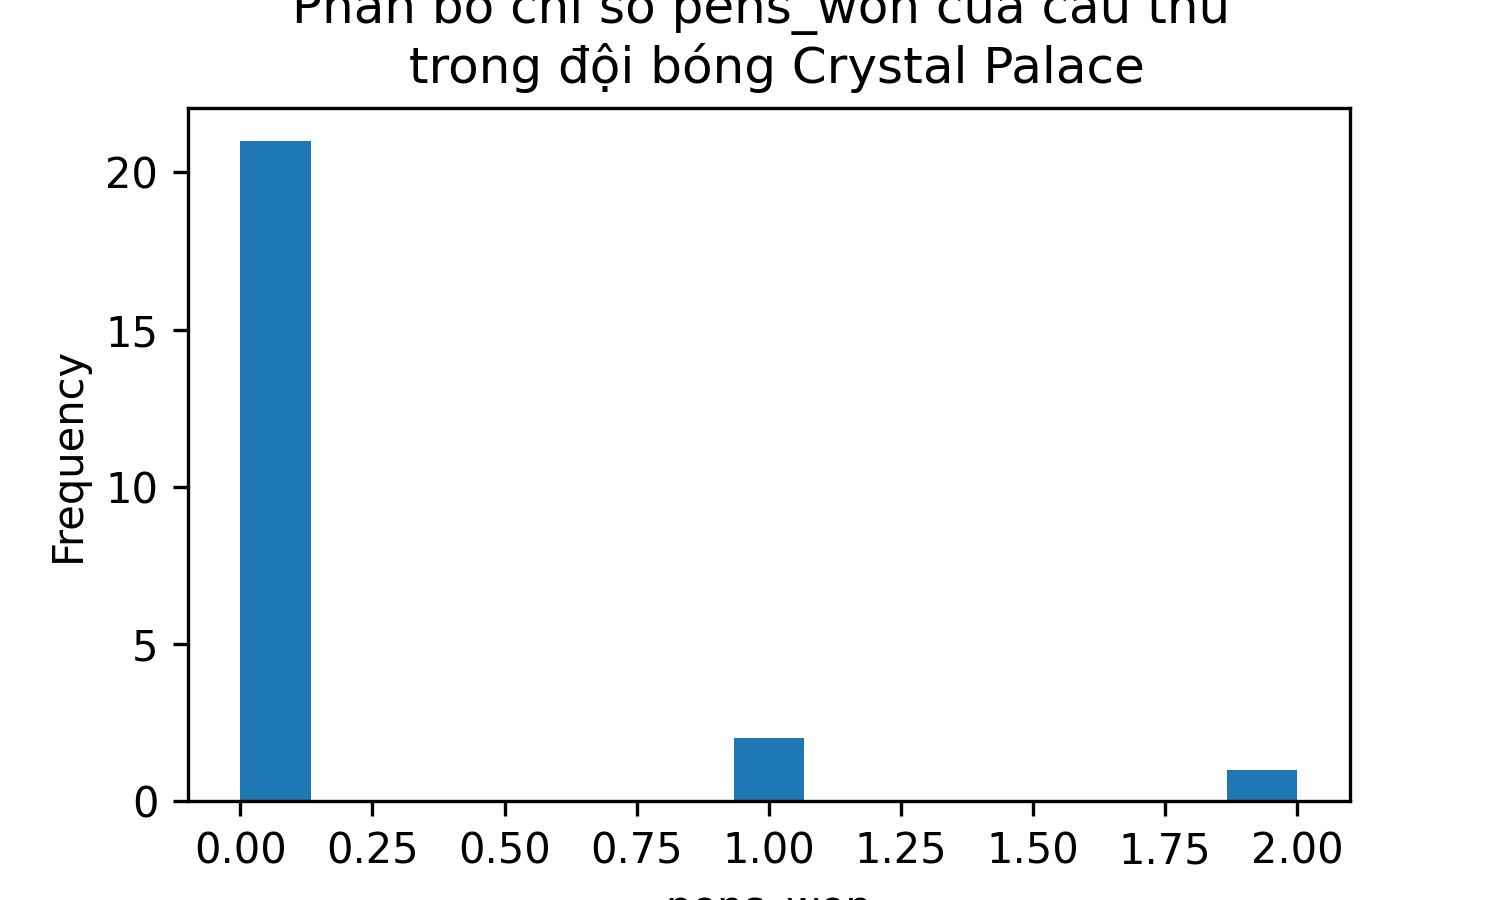 Phân bố chỉ số pens_won của cầu thủ
trong đội bóng Crystal Palace
20
15
10
5
0
Frequency
0.00 0.25 0.50 0.75 1.00 1.25 1.50 1.75 2.00
pens_won